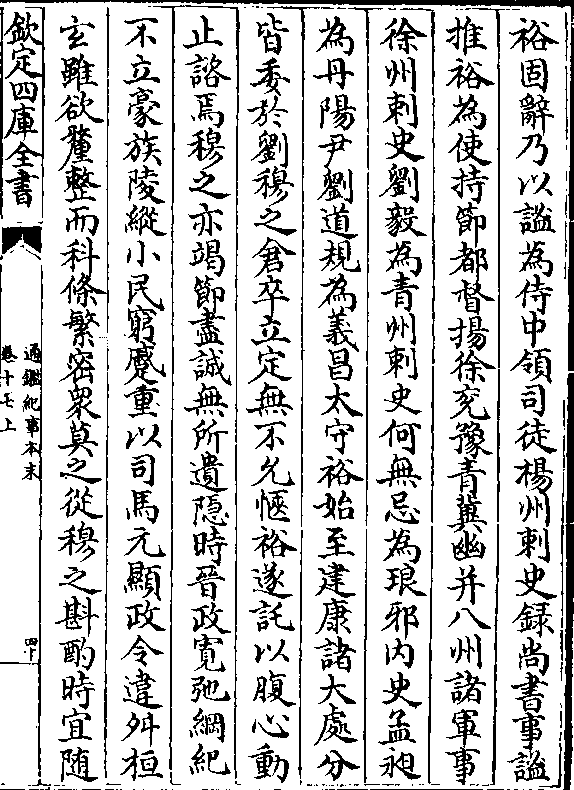 裕固辭乃以謐為侍中領司徒楊州刺史録尚書事謐
推裕為使持節都督揚徐兖豫青冀幽并八州諸軍事
徐州刺史劉毅為青州刺史何無忌為琅邪内史孟昶
為丹陽尹劉道規為義昌太守裕始至建康諸大處分
皆委於劉穆之倉卒立定無不允愜裕遂託以腹心動
止諮焉穆之亦竭節盡誠無所遺隐時晉政寛弛綱紀
不立豪族陵縱小民窮蹙重以司馬元顯政令違舛桓
玄雖欲釐整而科條繁密衆莫之從穆之斟酌時宜随
欽定四庫全書
通鑑紀事本末
卷十七上